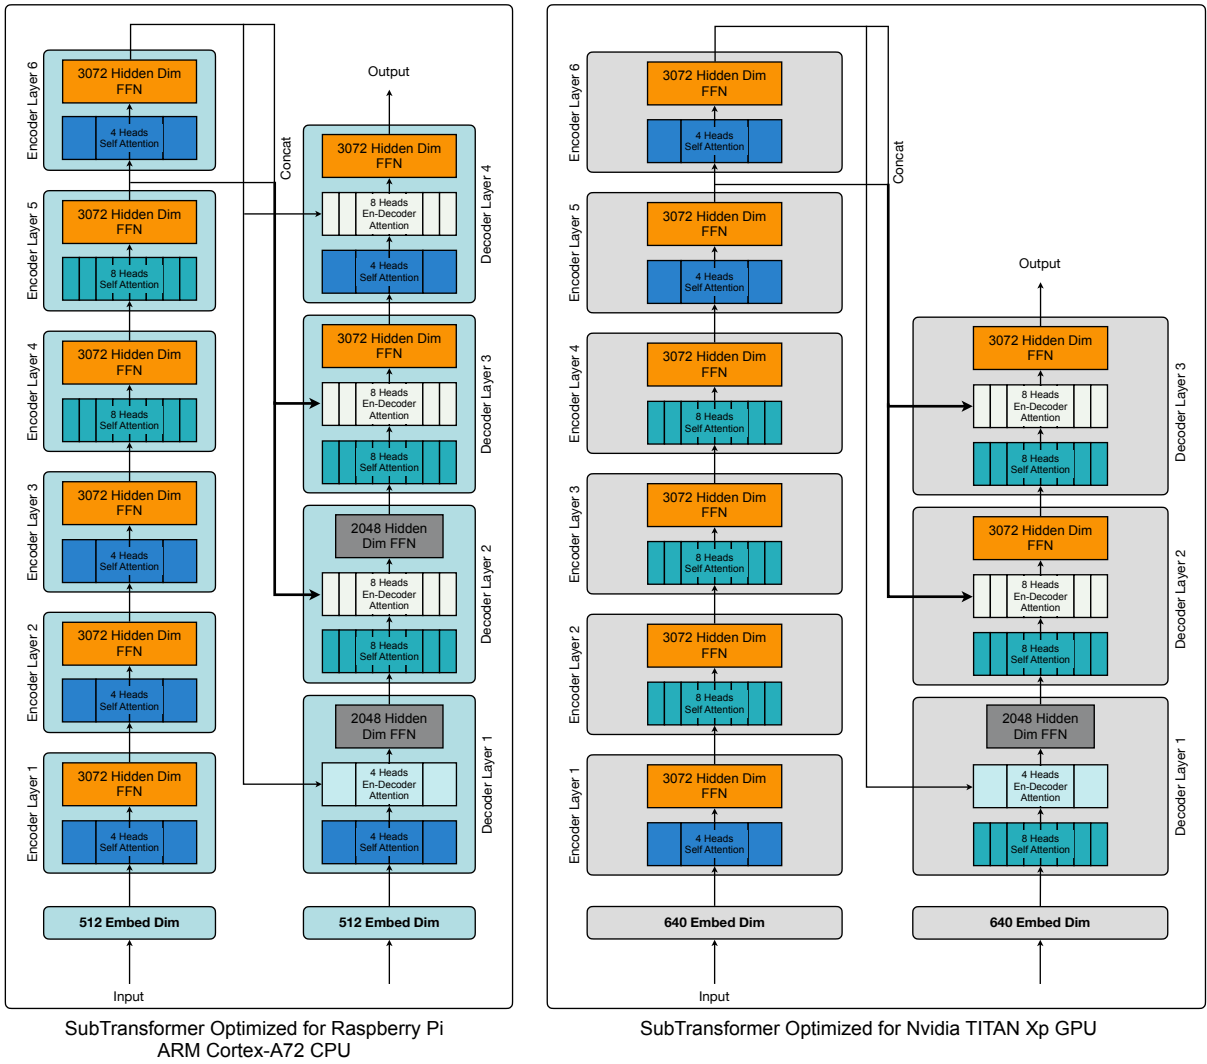 Encoder Layer 6
3072 Hidden Dim
FFN
4 Heads
Self Attention
Encoder Layer 5
3072 Hidden Dim
FFN
8 Heads
Self Attention
Encoder Layer 4
3072 Hidden Dim
FFN
8 Heads
Self Attention
Encoder Layer 3
3072 Hidden Dim
FFN
4 Heads
Self Attention
Encoder Layer 2
3072 Hidden Dim
FFN
4 Heads
Self Attention
Encoder Layer 1
3072 Hidden Dim
FFN
4 Heads
Self Attention
512 Embed Dim
Input
Concat
Output
Decoder Layer 4
3072 Hidden Dim
FFN
8 Heads
En-Decoder
Attention
4 Heads
Self Attention
Decoder Layer 3
3072 Hidden Dim
FFN
8 Heads
En-Decoder
Attention
8 Heads
Self Attention
Decoder Layer 2
2048 Hidden
Dim FFN
8 Heads
En-Decoder
Attention
8 Heads
Self Attention
Decoder Layer 1
2048 Hidden
Dim FFN
4 Heads
En-Decoder
Attention
4 Heads
Self Attention
512 Embed Dim
SubTransformer Optimized for Raspberry Pi
ARM Cortex-A72 CPU
Encoder Layer 6
3072 Hidden Dim
FFN
4 Heads
Self Attention
Encoder Layer 5
3072 Hidden Dim
FFN
4 Heads
Self Attention
Encoder Layer 4
3072 Hidden Dim
FFN
8 Heads
Self Attention
Encoder Layer 3
3072 Hidden Dim
FFN
8 Heads
Self Attention
Encoder Layer 2
3072 Hidden Dim
FFN
8 Heads
Self Attention
Encoder Layer 1
3072 Hidden Dim
FFN
4 Heads
Self Attention
640 Embed Dim
Input
Concat
Output
Decoder Layer 3
3072 Hidden Dim
FFN
8 Heads
En-Decoder
Attention
8 Heads
Self Attention
Decoder Layer 2
3072 Hidden Dim
FFN
8 Heads
En-Decoder
Attention
8 Heads
Self Attention
Decoder Layer 1
2048 Hidden
Dim FFN
4 Heads
En-Decoder
Attention
8 Heads
Self Attention
640 Embed Dim
SubTransformer Optimized for Nvidia TITAN Xp GPU